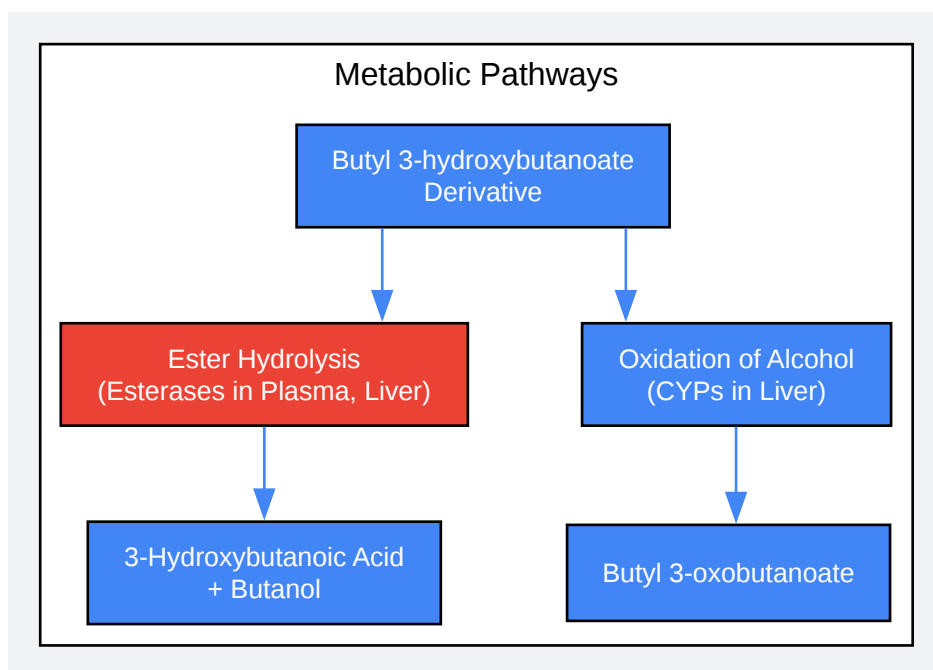 Metabolic Pathways
Butyl 3-hydroxybutanoate
Derivative
Ester Hydrolysis
(Esterases in Plasma, Liver)
Oxidation of Alcohol
(CYPs in Liver)
3-Hydroxybutanoic Acid
+ Butanol
Butyl 3-oxobutanoate